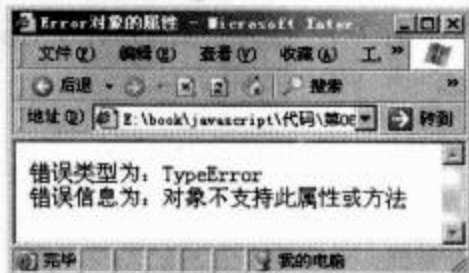 Error对象的属性 - Microsoft Inter
文件(F) 编辑(E) 查看(V) 收藏(A) 工. »
后退 搜索 »
地址(D) E:\book\javascript\代码\第08 转到
错误类型为：TypeError
错误信息为：对象不支持此属性或方法
完毕 我的电脑